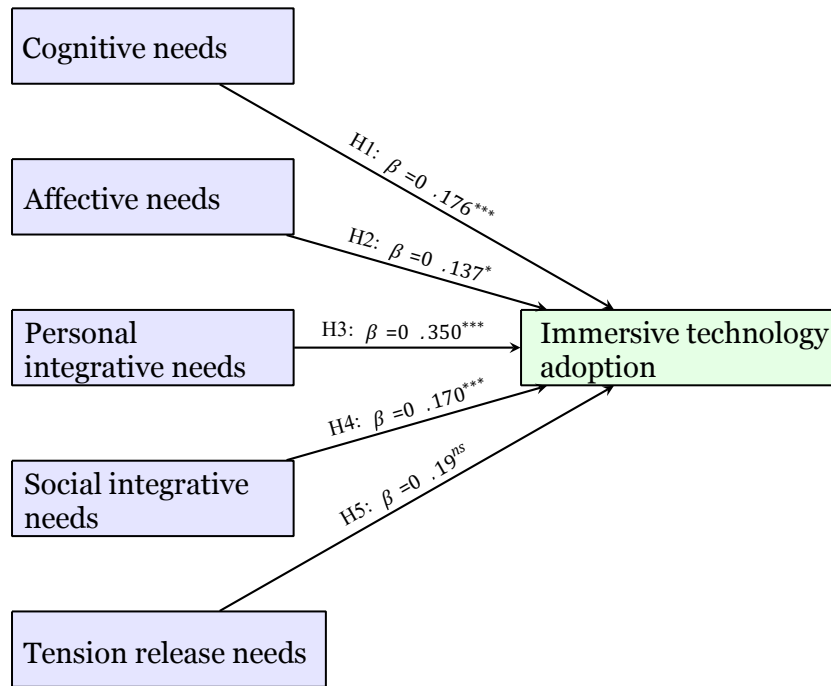 Cognitive needs
H1: β =0 .176***
Affective needs
H2: β =0 .137*
Personal
integrative needs
H3: β =0 .350***
Immersive technology
adoption
H4: β =0 .170***
Social integrative
needs
H5: β =0 .19ns
Tension release needs